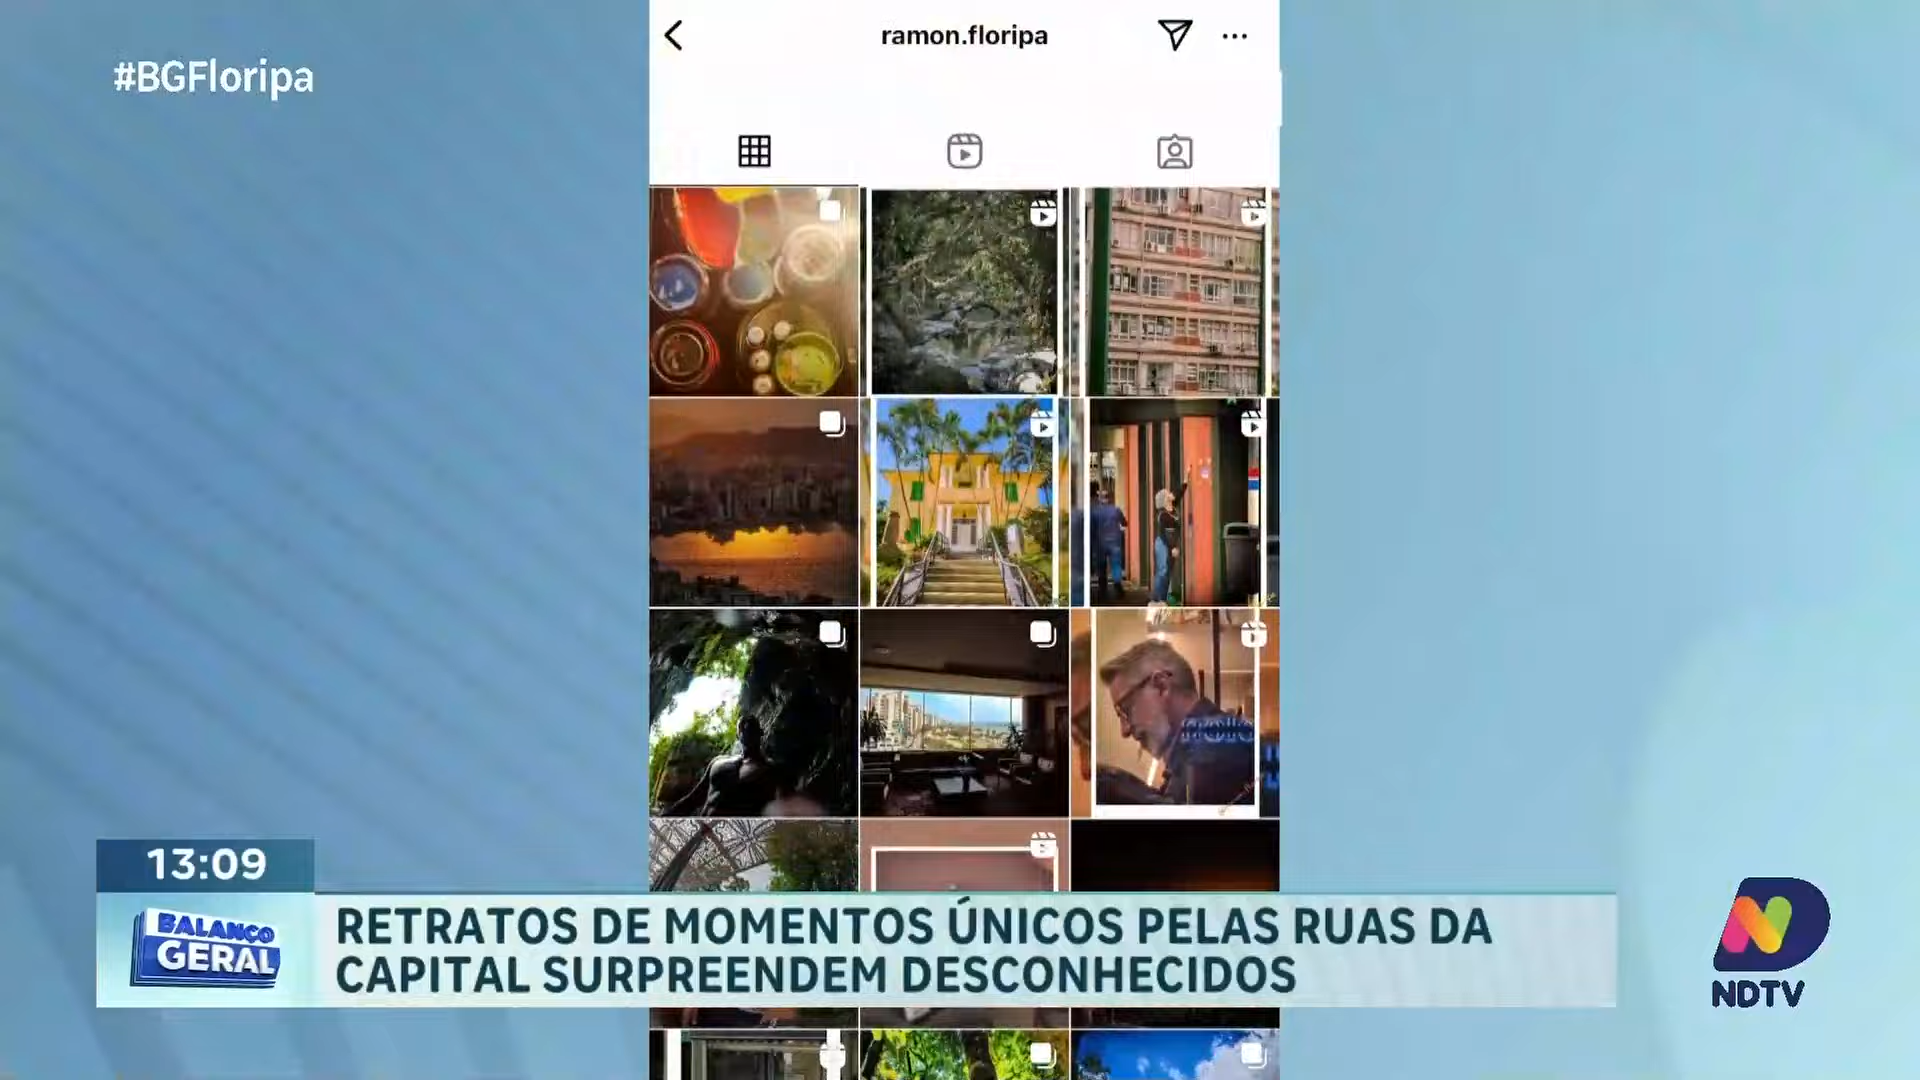 ramon.floripa
#BGFloripa
13:09
BALANÇO
GERAL
RETRATOS DE MOMENTOS ÚNICOS PELAS RUAS DA
CAPITAL SURPREENDEM DESCONHECIDOS
NDTV